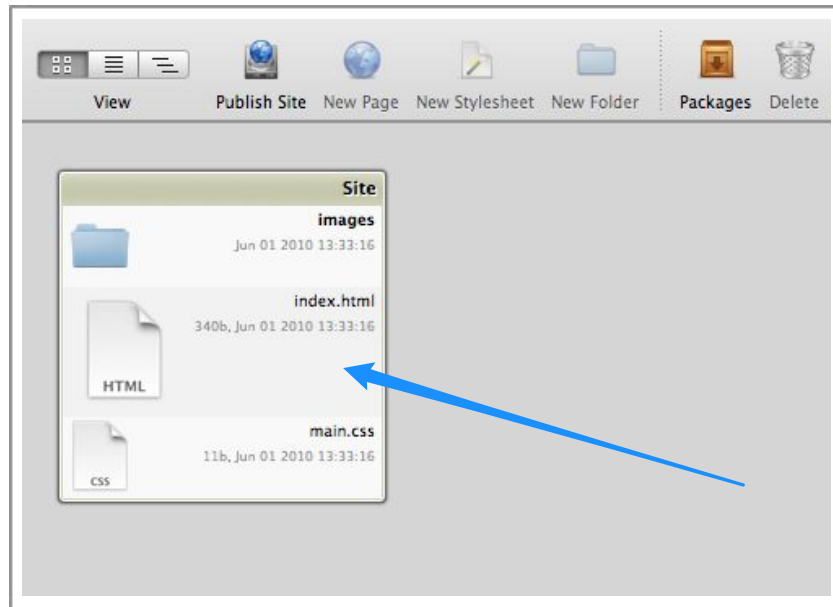 View Publish Site New Page New Stylesheet New Folder Packages Delete
Site
images
Jun 01 2010 13:33:16
index.html
340b, Jun 01 2010 13:33:16
HTML
main.css
11b, Jun 01 2010 13:33:16
CSS